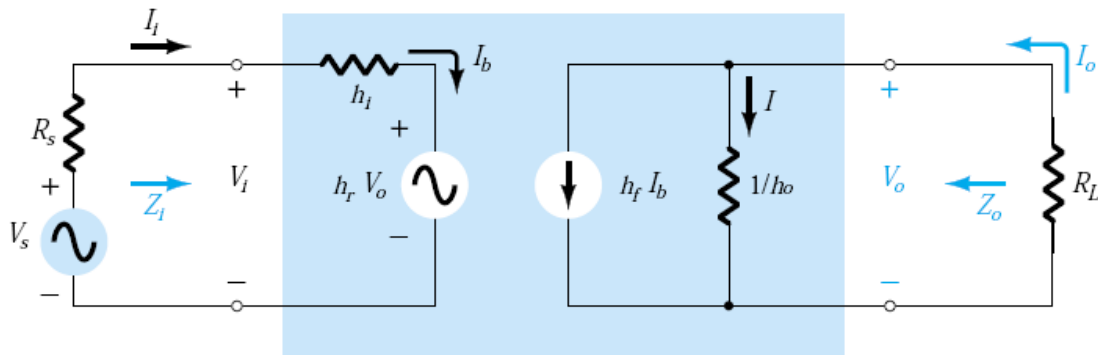 I_i
I_b
I_o
h_i
I
+
+
+
R_s
+
V_i
h_r V_o
h_f I_b
1/h_o
V_o
R_L
Z_i
Z_o
V_s
−
−
−
−